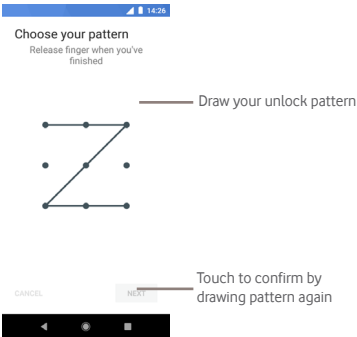 14:26
Choose your pattern
Release finger when you've
finished
Draw your unlock pattern
Touch to confirm by
drawing pattern again
CANCEL
NEXT